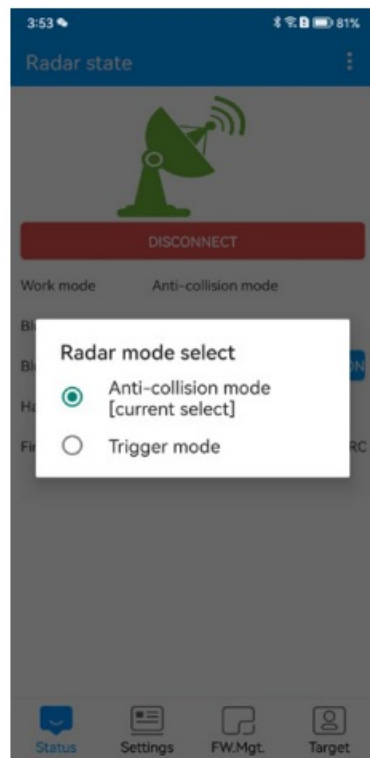 3:53
81%
Radar state
DISCONNECT
Work mode Anti-collision mode
Radar mode select
Anti-collision mode
[current select]
Trigger mode
Status Settings FW.Mgt. Target